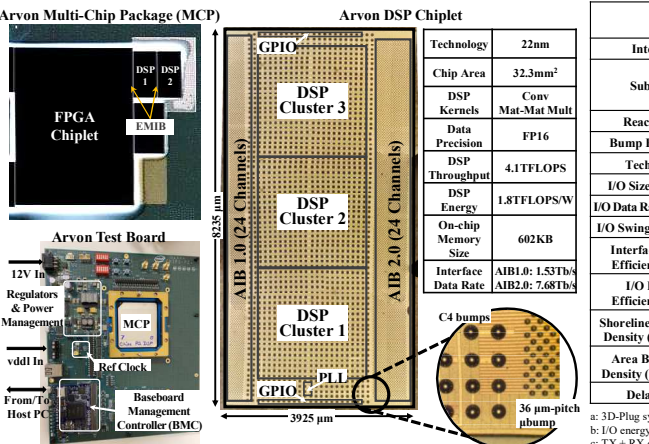 Arvon Multi-Chip Package (MCP)
DSP
1
DSP
2
FPGA
Chiplet
EMIB
Arvon Test Board
12V In
Regulators
& Power
Management
MCP
vddl In
Ref Clock
From/To
Host PC
Baseboard
Management
Controller (BMC)
Arvon DSP Chiplet
GPIO
DSP
Cluster 3
DSP
Cluster 2
DSP
Cluster 1
AIB 1.0 (24 Channels)
AIB 2.0 (24 Channels)
8235 μm
PLL
GPIO
3925 μm
C4 bumps
36 μm-pitch
μbump
Technology 22nm
Chip Area 32.3mm²
DSP
Kernels Conv
Mat-Mat Mult
Data
Precision FP16
DSP
Throughput 4.1TFLOPS
DSP
Energy 1.8TFLOPS/W
On-chip
Memory
Size 602KB
Interface
Data Rate AIB1.0: 1.53Tb/s
AIB2.0: 7.68Tb/s
Inte
Sub
Reac
Bump
Tech
I/O Size
I/O Data R
I/O Swing
Interfa
Efficien
I/O
Efficien
Shoreline
Density (
Area B
Density (
Dela
a: 3D-Plug sy
b: I/O energy